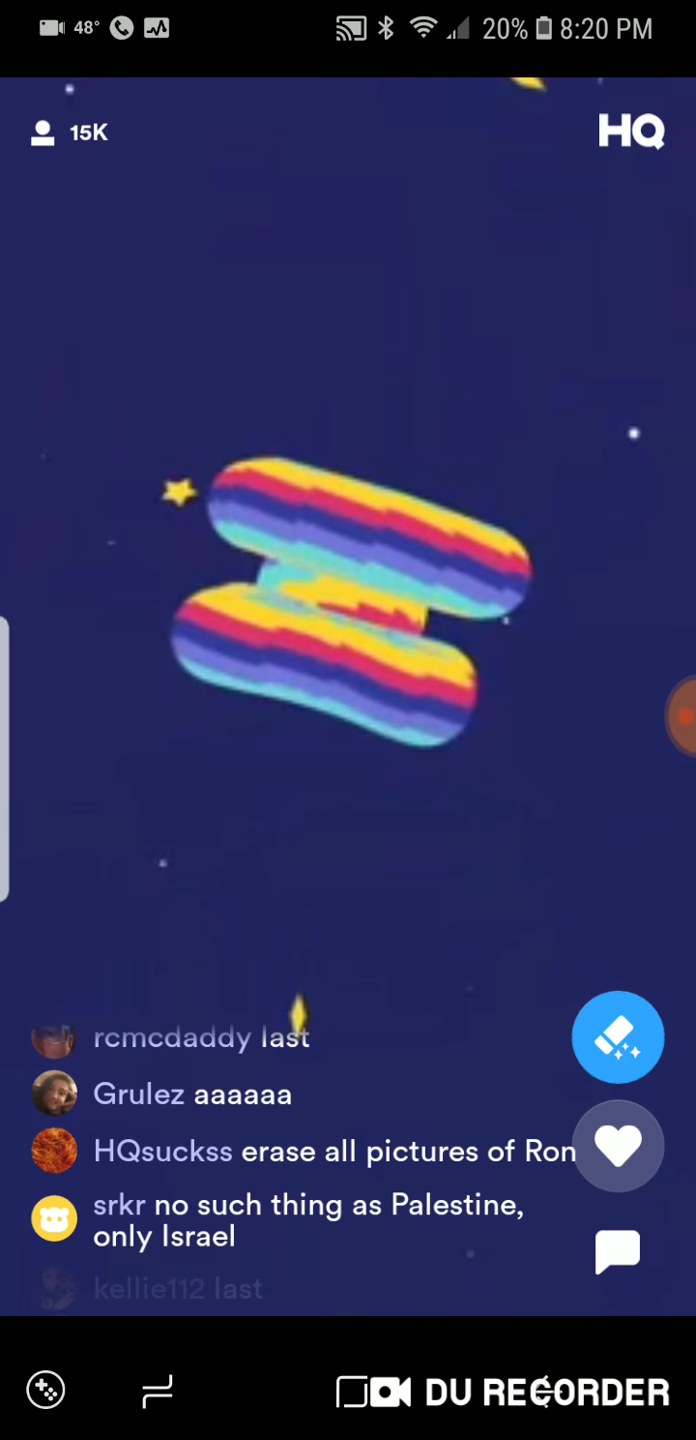 48° 20% 8:20 PM
15K HQ
rcmcdaddy last
Grulez aaaaaa
HQsuckss erase all pictures of Ron
srkr no such thing as Palestine,
only Israel
kellie112 last
DU RECORDER